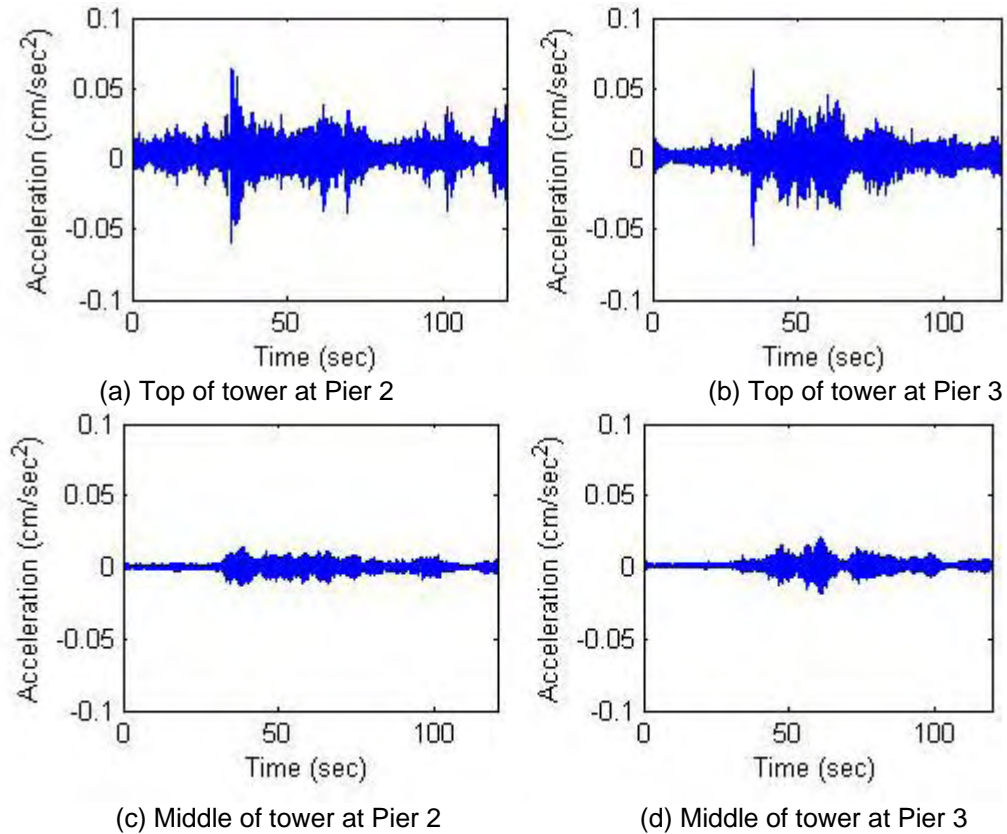 0.1
0.05
0
-0.05
-0.1
Acceleration (cm/sec²)
0 50 100
Time (sec)
(a) Top of tower at Pier 2
0.1
0.05
0
-0.05
-0.1
Acceleration (cm/sec²)
0 50 100
Time (sec)
(b) Top of tower at Pier 3
0.1
0.05
0
-0.05
-0.1
Acceleration (cm/sec²)
0 50 100
Time (sec)
(c) Middle of tower at Pier 2
0.1
0.05
0
-0.05
-0.1
Acceleration (cm/sec²)
0 50 100
Time (sec)
(d) Middle of tower at Pier 3